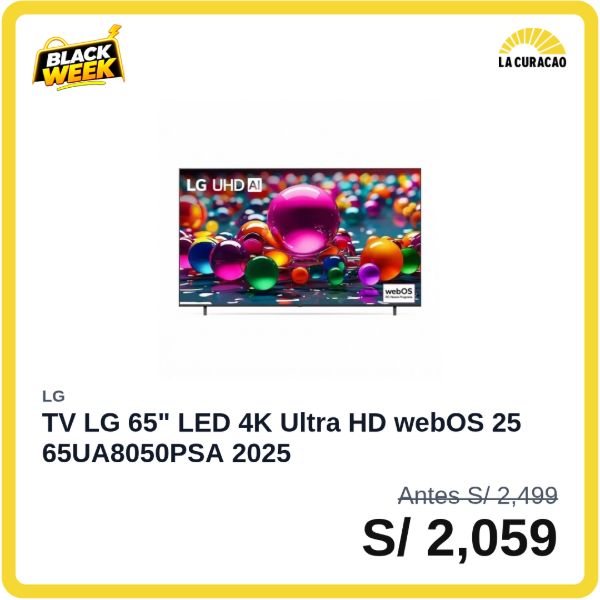 BLACK
WEEK
LA CURACAO
LG UHD AI
webOS
LG
TV LG 65" LED 4K Ultra HD webOS 25
65UA8050PSA 2025
Antes S/ 2,499
S/ 2,059